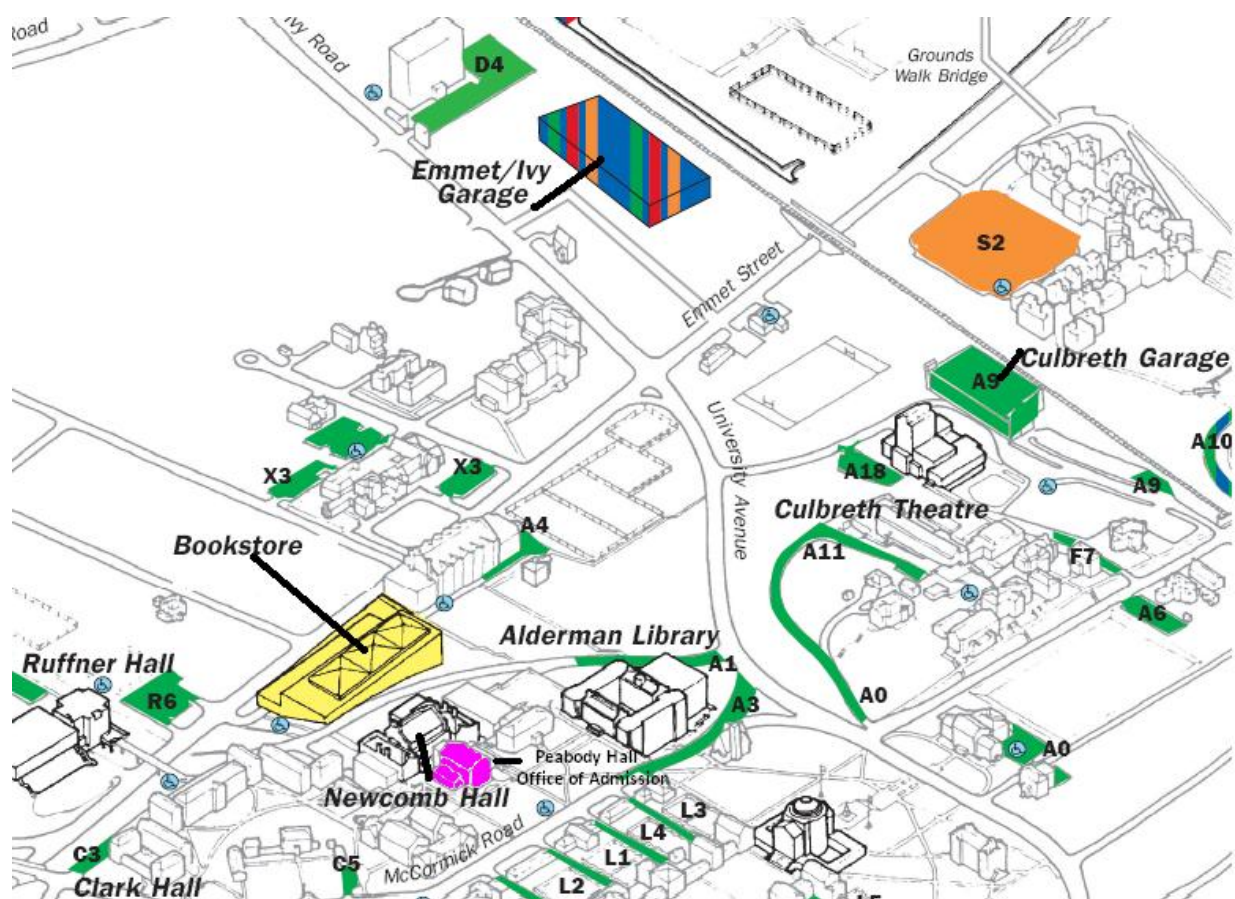 Road
Ivy Road
D4
Grounds
Walk Bridge
Emmet/Ivy
Garage
S2
Emmet Street
Culbreth Garage
A9
University Avenue
A10
A18
X3
X3
A9
Culbreth Theatre
A4
A11
Bookstore
F7
A6
Alderman Library
Ruffner Hall
A1
R6
A3
A0
A0
Peabody Hall
Office of Admission
Newcomb Hall
L3
L4
McCormick Road
L1
C3
C5
L2
Clark Hall